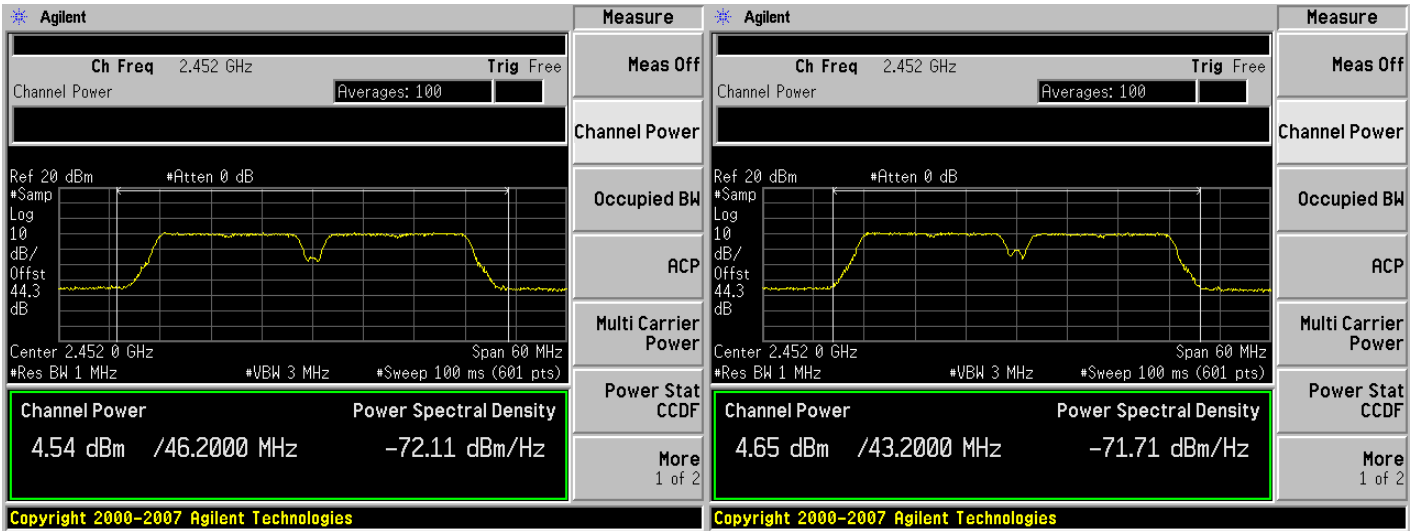 Agilent
Measure
Ch Freq 2.452 GHz Trig Free
Meas Off
Channel Power Averages: 100
Channel Power
Ref 20 dBm #Atten 0 dB
#Samp
Log
10
dB/
Offst
44.3
dB
Occupied BW
ACP
Multi Carrier
Power
Center 2.452 0 GHz Span 60 MHz
#Res BW 1 MHz #VBW 3 MHz #Sweep 100 ms (601 pts)
Power Stat
CCDF
Channel Power Power Spectral Density
4.54 dBm /46.2000 MHz -72.11 dBm/Hz
More
1 of 2
Copyright 2000-2007 Agilent Technologies
Agilent
Measure
Ch Freq 2.452 GHz Trig Free
Meas Off
Channel Power Averages: 100
Channel Power
Ref 20 dBm #Atten 0 dB
#Samp
Log
10
dB/
Offst
44.3
dB
Occupied BW
ACP
Multi Carrier
Power
Center 2.452 0 GHz Span 60 MHz
#Res BW 1 MHz #VBW 3 MHz #Sweep 100 ms (601 pts)
Power Stat
CCDF
Channel Power Power Spectral Density
4.65 dBm /43.2000 MHz -71.71 dBm/Hz
More
1 of 2
Copyright 2000-2007 Agilent Technologies